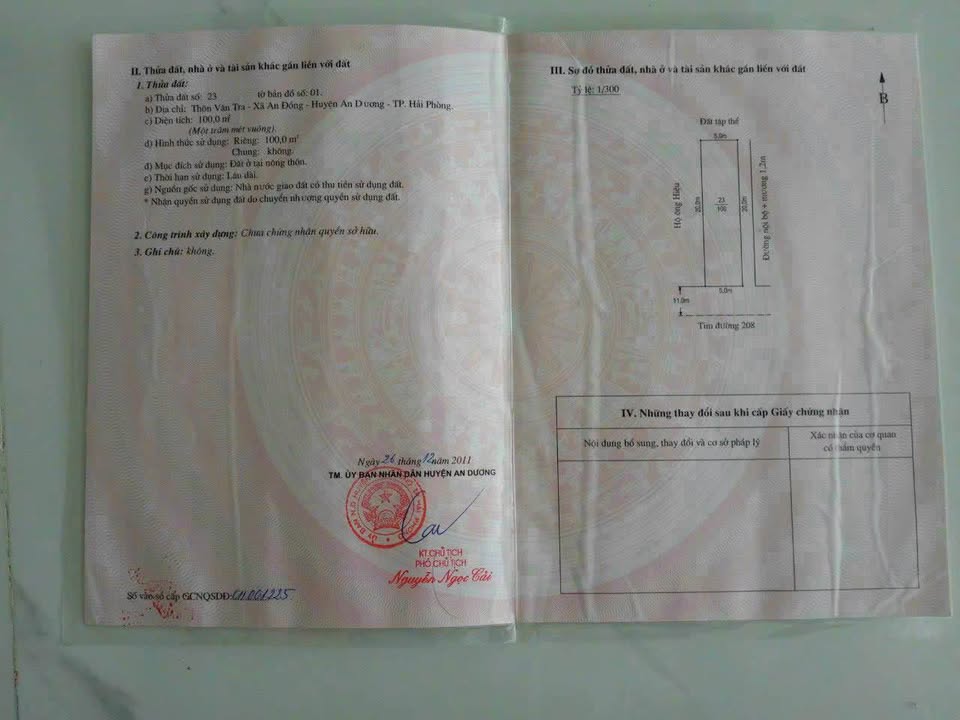 II. Thửa đất, nhà ở và tài sản khác gắn liền với đất
1. Thửa đất:
a) Thửa đất số: 23 tờ bản đồ số: 01.
b) Địa chỉ: Thôn Văn Tra - Xã An Đồng - Huyện An Dương - TP. Hải Phòng.
c) Diện tích: 100,0 m²
(Một trăm mét vuông).
d) Hình thức sử dụng: Riêng: 100,0 m²
Chung: không.
đ) Mục đích sử dụng: Đất ở tại nông thôn.
e) Thời hạn sử dụng: Lâu dài.
g) Nguồn gốc sử dụng: Nhà nước giao đất có thu tiền sử dụng đất.
* Nhận quyền sử dụng đất do chuyển nhượng quyền sử dụng đất.
2. Công trình xây dựng: Chưa chứng nhận quyền sở hữu.
3. Ghi chú: không.
Ngày 26 tháng 12 năm 2011
TM. ỦY BAN NHÂN DÂN HUYỆN AN DƯƠNG
KT.CHỦ TỊCH
PHÓ CHỦ TỊCH
Nguyễn Ngọc Cải
Số vào sổ cấp GCNQSDĐ: CH001225
III. Sơ đồ thửa đất, nhà ở và tài sản khác gắn liền với đất
Tỷ lệ: 1/300
B
Đất tập thể
5,0m
Hộ ông Hiệu
20,0m
23
100
20,0m
Đường nội bộ + mương 1,2m
5,0m
11,0m
Tim đường 208
IV. Những thay đổi sau khi cấp Giấy chứng nhận
Nội dung bổ sung, thay đổi và cơ sở pháp lý
Xác nhận của cơ quan
có thẩm quyền